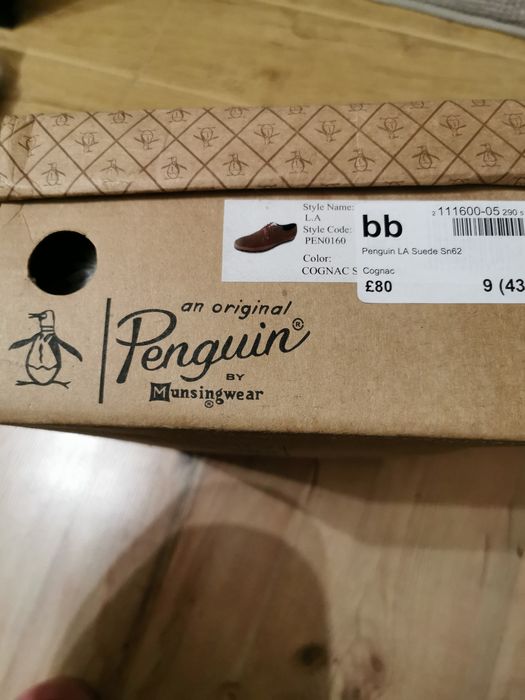 Style Name:
L.A
Style Code:
PEN0160
Color:
COGNAC S
bb
2 111600-05 290 s
Penguin LA Suede Sn62
Cognac
£80
9 (43
an original
Penguin®
BY
Munsingwear
®